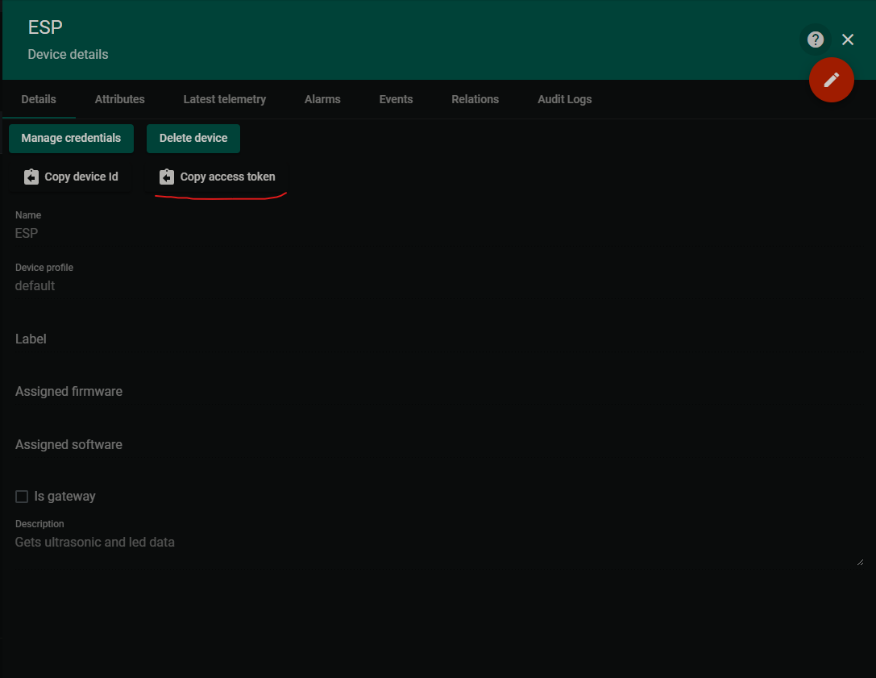 ESP
Device details
Details Attributes Latest telemetry Alarms Events Relations Audit Logs
Manage credentials Delete device
Copy device Id Copy access token
Name
ESP
Device profile
default
Label
Assigned firmware
Assigned software
Is gateway
Description
Gets ultrasonic and led data